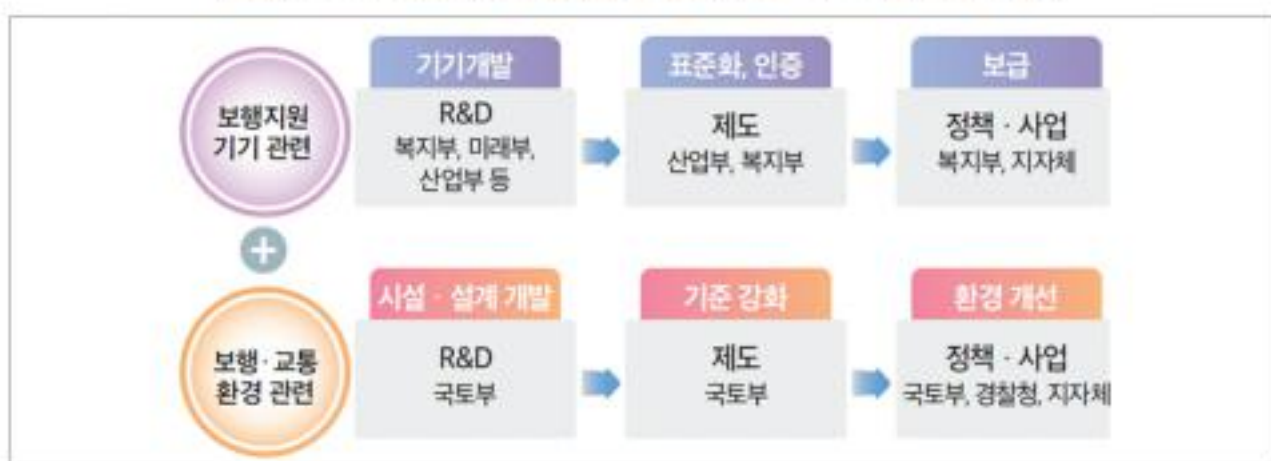 보행지원
기기 관련
기기개발
R&D
복지부, 미래부,
산업부 등
표준화, 인증
제도
산업부, 복지부
보급
정책 · 사업
복지부, 지자체
+
보행 · 교통
환경 관련
시설 · 설계 개발
R&D
국토부
기준 강화
제도
국토부
환경 개선
정책 · 사업
국토부, 경찰청, 지자체